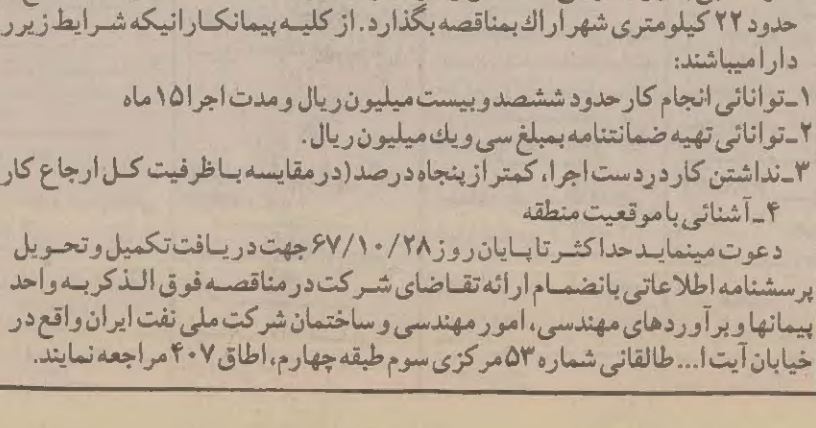 حدود ۲۲ کیلومتری شهر اراك بمناقصه بگذارد. از کلیه پیمانکارانیکه شرایط زیر ر
دارا میباشند:
۱ـ توانائی انجام کار حدود ششصد و بیست میلیون ریال و مدت اجرا ۱۵ ماه
۲ـ توانائی تهیه ضمانتنامه بمبلغ سی و یك میلیون ریال.
۳ـ نداشتن کار در دست اجرا، کمتر از پنجاه درصد (در مقایسه با ظرفیت کل ارجاع کار
۴ـ آشنائی با موقعیت منطقه
دعوت مینماید حداکثر تا پایان روز ۶۷/۱۰/۲۸ جهت دریافت تکمیل و تحویل
پرسشنامه اطلاعاتی بانضمام ارائه تقاضای شرکت در مناقصه فوق الذکر به واحد
پیمانها و برآوردهای مهندسی، امور مهندسی و ساختمان شرکت ملی نفت ایران واقع در
خیابان آیت ا... طالقانی شماره ۵۳ مرکزی سوم طبقه چهارم، اطاق ۴۰۷ مراجعه نمایند.